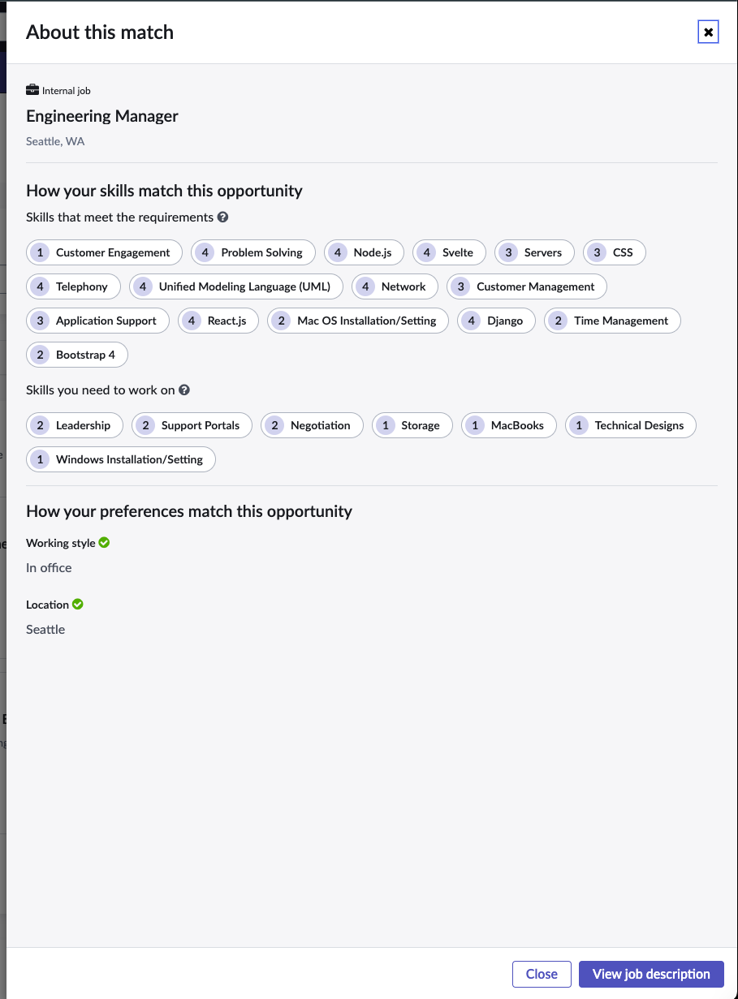 About this match
Internal job
Engineering Manager
Seattle, WA
How your skills match this opportunity
Skills that meet the requirements
1 Customer Engagement 4 Problem Solving 4 Node.js 4 Svelte 3 Servers 3 CSS
4 Telephony 4 Unified Modeling Language (UML) 4 Network 3 Customer Management
3 Application Support 4 React.js 2 Mac OS Installation/Setting 4 Django 2 Time Management
2 Bootstrap 4
Skills you need to work on
2 Leadership 2 Support Portals 2 Negotiation 1 Storage 1 MacBooks 1 Technical Designs
1 Windows Installation/Setting
How your preferences match this opportunity
Working style
In office
Location
Seattle
Close View job description